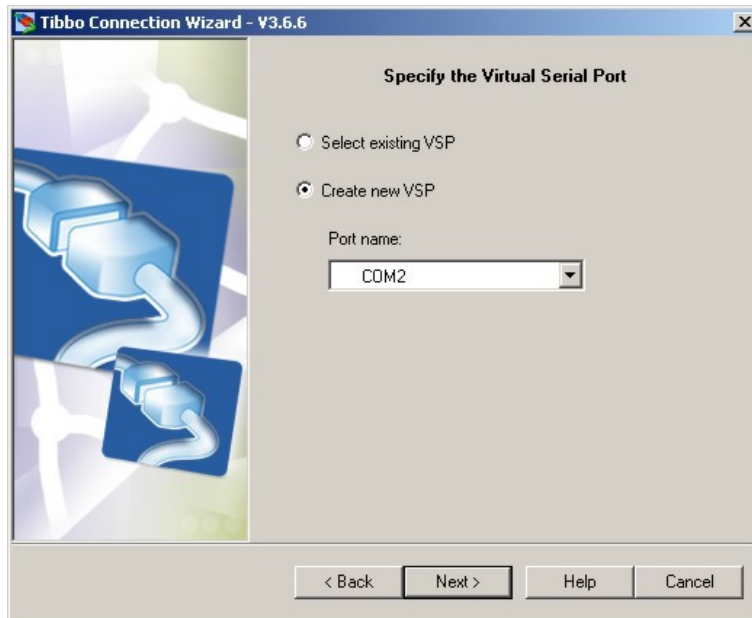 Tibbo Connection Wizard - V3.6.6
Specify the Virtual Serial Port
Select existing VSP
Create new VSP
Port name:
COM2
< Back Next > Help Cancel